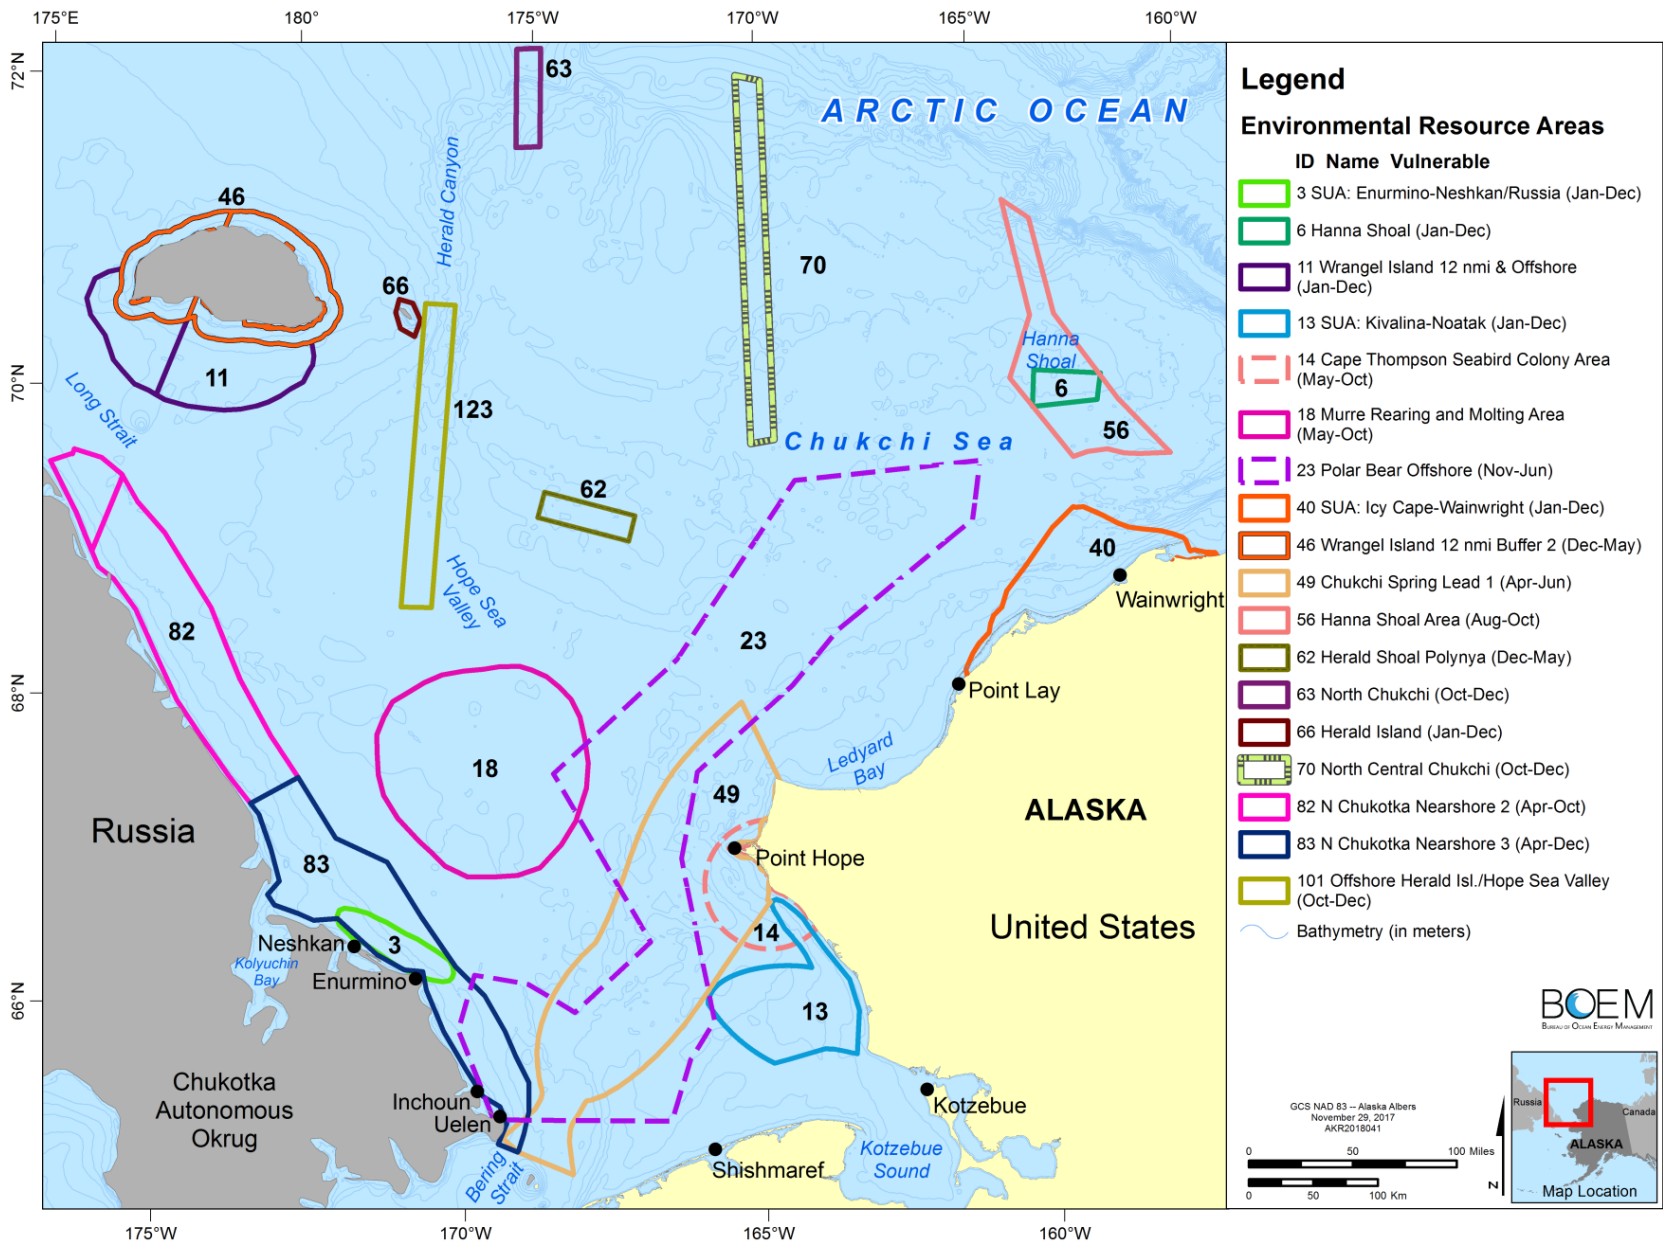 175°E 180° 175°W 170°W 165°W 160°W
72°N
70°N
68°N
66°N
175°W 170°W 165°W 160°W
63
ARCTIC OCEAN
Herald Canyon
46
70
66
Hanna
Shoal
11
6
Long Strait
123
56
Chukchi Sea
62
40
Hope Sea
Valley
Wainwright
82
23
Point Lay
18
Ledyard
Bay
49
ALASKA
Russia
Point Hope
83
United States
14
Neshkan
3
Kolyuchin
Bay
Enurmino
13
Chukotka
Autonomous
Okrug
Inchoun
Uelen
Kotzebue
Shishmaref
Kotzebue
Sound
Bering
Strait
Legend
Environmental Resource Areas
ID Name Vulnerable
3 SUA: Enurmino-Neshkan/Russia (Jan-Dec)
6 Hanna Shoal (Jan-Dec)
11 Wrangel Island 12 nmi & Offshore
(Jan-Dec)
13 SUA: Kivalina-Noatak (Jan-Dec)
14 Cape Thompson Seabird Colony Area
(May-Oct)
18 Murre Rearing and Molting Area
(May-Oct)
23 Polar Bear Offshore (Nov-Jun)
40 SUA: Icy Cape-Wainwright (Jan-Dec)
46 Wrangel Island 12 nmi Buffer 2 (Dec-May)
49 Chukchi Spring Lead 1 (Apr-Jun)
56 Hanna Shoal Area (Aug-Oct)
62 Herald Shoal Polynya (Dec-May)
63 North Chukchi (Oct-Dec)
66 Herald Island (Jan-Dec)
70 North Central Chukchi (Oct-Dec)
82 N Chukotka Nearshore 2 (Apr-Oct)
83 N Chukotka Nearshore 3 (Apr-Dec)
101 Offshore Herald Isl./Hope Sea Valley
(Oct-Dec)
Bathymetry (in meters)
BOEM
BUREAU OF OCEAN ENERGY MANAGEMENT
GCS NAD 83 -- Alaska Albers
November 29, 2017
AKR2018041
0 50 100 Miles
0 50 100 Km
N
Russia
Canada
ALASKA
Map Location